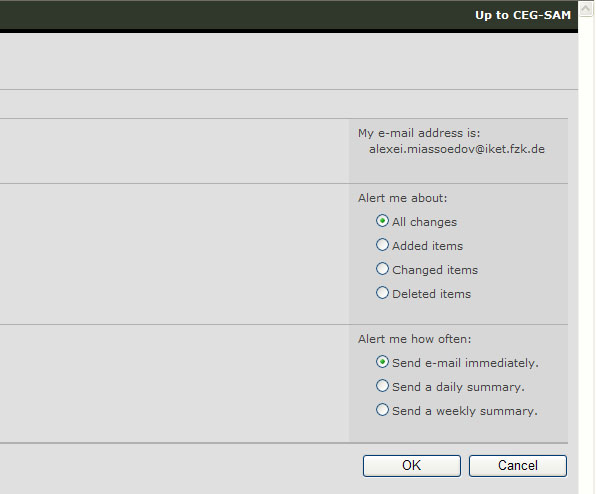 Up to CEG-SAM
My e-mail address is:
alexei.miassoedov@iket.fzk.de
Alert me about:
All changes
Added items
Changed items
Deleted items
Alert me how often:
Send e-mail immediately.
Send a daily summary.
Send a weekly summary.
OK Cancel